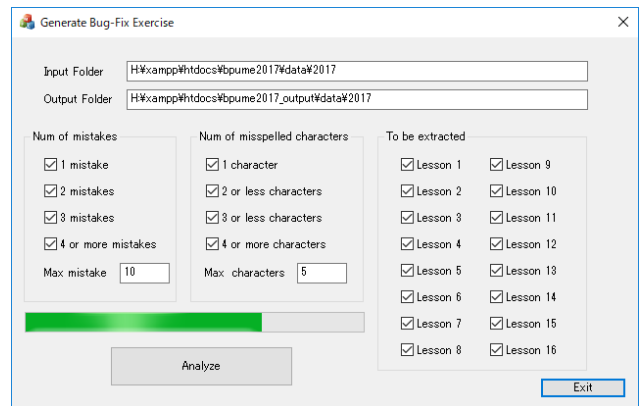 Generate Bug-Fix Exercise
Input Folder H:¥xampp¥htdocs¥bpume2017¥data¥2017
Output Folder H:¥xampp¥htdocs¥bpume2017_output¥data¥2017
Num of mistakes
1 mistake
2 mistakes
3 mistakes
4 or more mistakes
Max mistake 10
Num of misspelled characters
1 character
2 or less characters
3 or less characters
4 or more characters
Max characters 5
To be extracted
Lesson 1 Lesson 9
Lesson 2 Lesson 10
Lesson 3 Lesson 11
Lesson 4 Lesson 12
Lesson 5 Lesson 13
Lesson 6 Lesson 14
Lesson 7 Lesson 15
Lesson 8 Lesson 16
Analyze
Exit